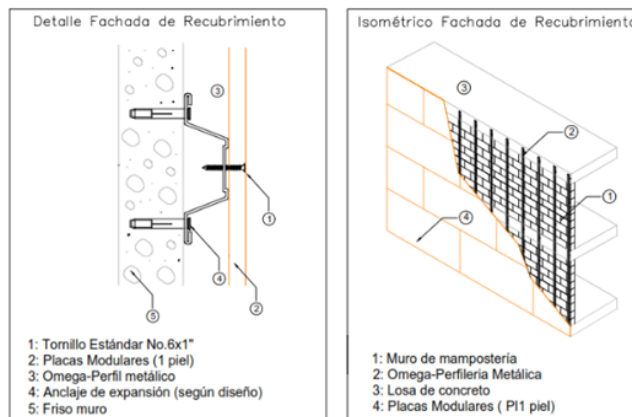 Detalle Fachada de Recubrimiento
3
1
4
2
5
1: Tornillo Estándar No.6x1"
2: Placas Modulares (1 piel)
3: Omega-Perfil metálico
4: Anclaje de expansión (según diseño)
5: Friso muro
Isométrico Fachada de Recubrimiento
3
2
1
4
1: Muro de mampostería
2: Omega-Perfileria Metálica
3: Losa de concreto
4: Placas Modulares ( Pl1 piel)